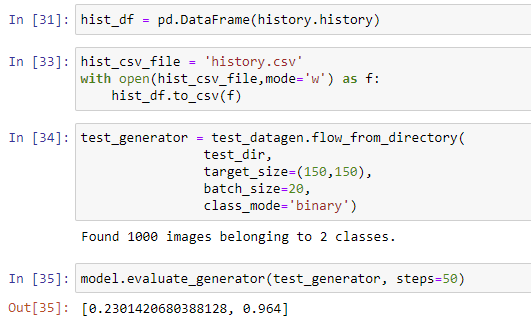 In [31]: hist_df = pd.DataFrame(history.history)
In [33]: hist_csv_file = 'history.csv'
with open(hist_csv_file,mode='w') as f:
    hist_df.to_csv(f)
In [34]: test_generator = test_datagen.flow_from_directory(
                test_dir,
                target_size=(150,150),
                batch_size=20,
                class_mode='binary')
Found 1000 images belonging to 2 classes.
In [35]: model.evaluate_generator(test_generator, steps=50)
Out[35]: [0.2301420680388128, 0.964]